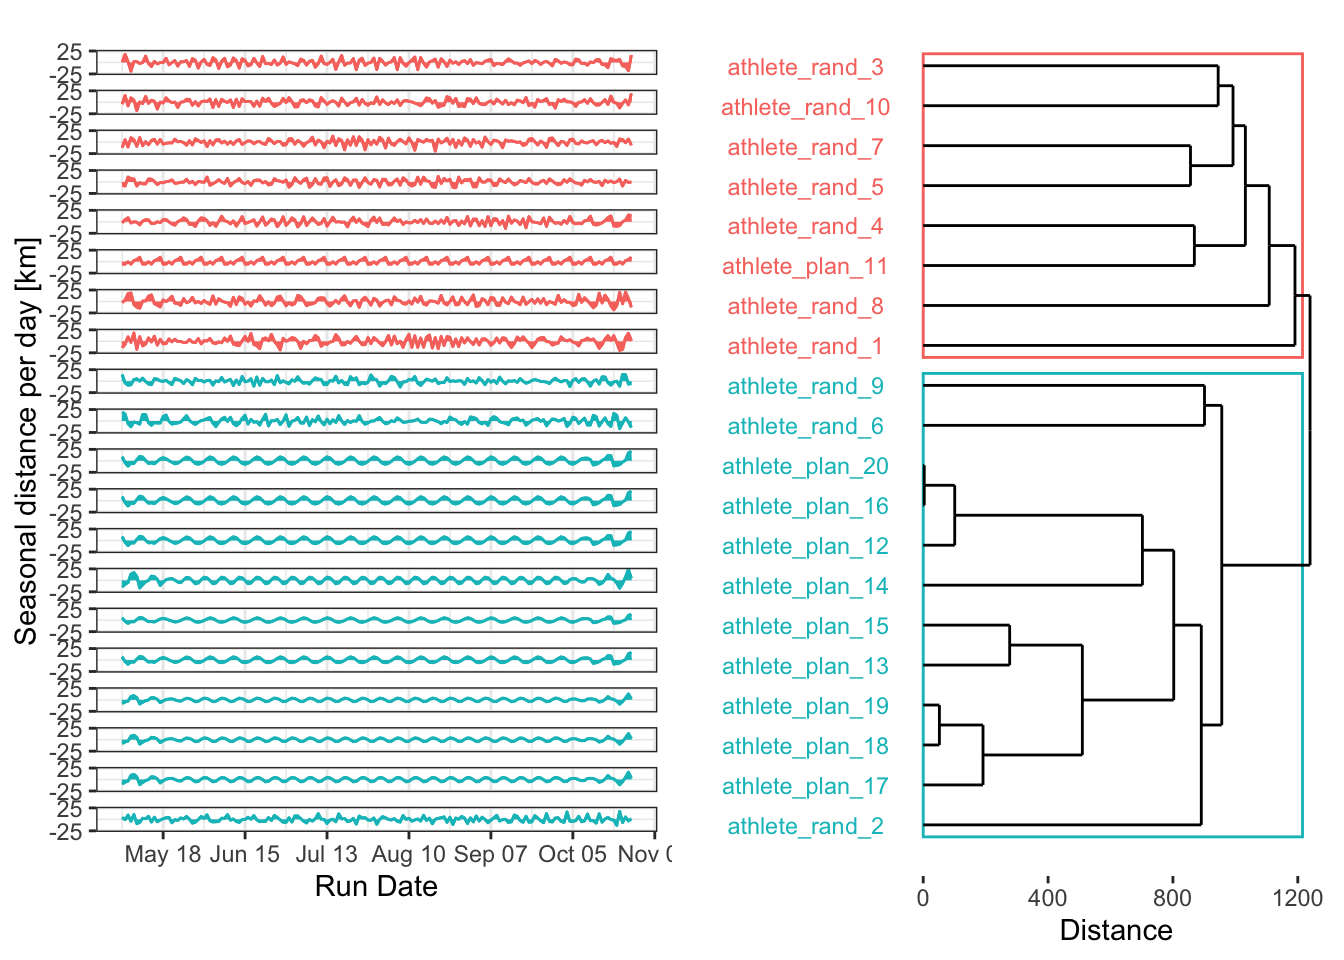 Seasonal distance per day [km]
25
-25
25
-25
25
-25
25
-25
25
-25
25
-25
25
-25
25
-25
25
-25
25
-25
25
-25
25
-25
25
-25
25
-25
25
-25
25
-25
25
-25
25
-25
25
-25
25
-25
May 18 Jun 15 Jul 13 Aug 10 Sep 07 Oct 05 Nov 0
Run Date
athlete_rand_3
athlete_rand_10
athlete_rand_7
athlete_rand_5
athlete_rand_4
athlete_plan_11
athlete_rand_8
athlete_rand_1
athlete_rand_9
athlete_rand_6
athlete_plan_20
athlete_plan_16
athlete_plan_12
athlete_plan_14
athlete_plan_15
athlete_plan_13
athlete_plan_19
athlete_plan_18
athlete_plan_17
athlete_rand_2
0 400 800 1200
Distance